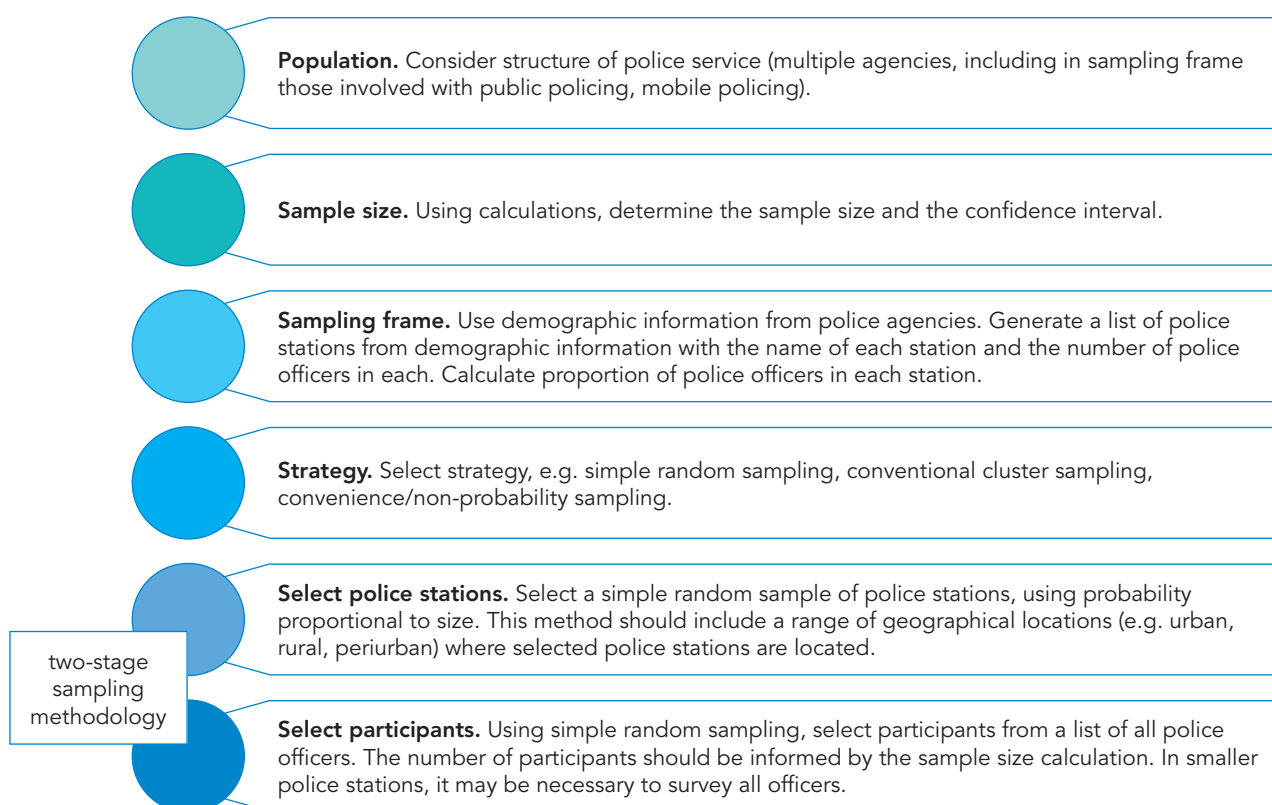 Population. Consider structure of police service (multiple agencies, including in sampling frame
those involved with public policing, mobile policing).
Sample size. Using calculations, determine the sample size and the confidence interval.
Sampling frame. Use demographic information from police agencies. Generate a list of police
stations from demographic information with the name of each station and the number of police
officers in each. Calculate proportion of police officers in each station.
Strategy. Select strategy, e.g. simple random sampling, conventional cluster sampling,
convenience/non-probability sampling.
two-stage
sampling
methodology
Select police stations. Select a simple random sample of police stations, using probability
proportional to size. This method should include a range of geographical locations (e.g. urban,
rural, periurban) where selected police stations are located.
Select participants. Using simple random sampling, select participants from a list of all police
officers. The number of participants should be informed by the sample size calculation. In smaller
police stations, it may be necessary to survey all officers.